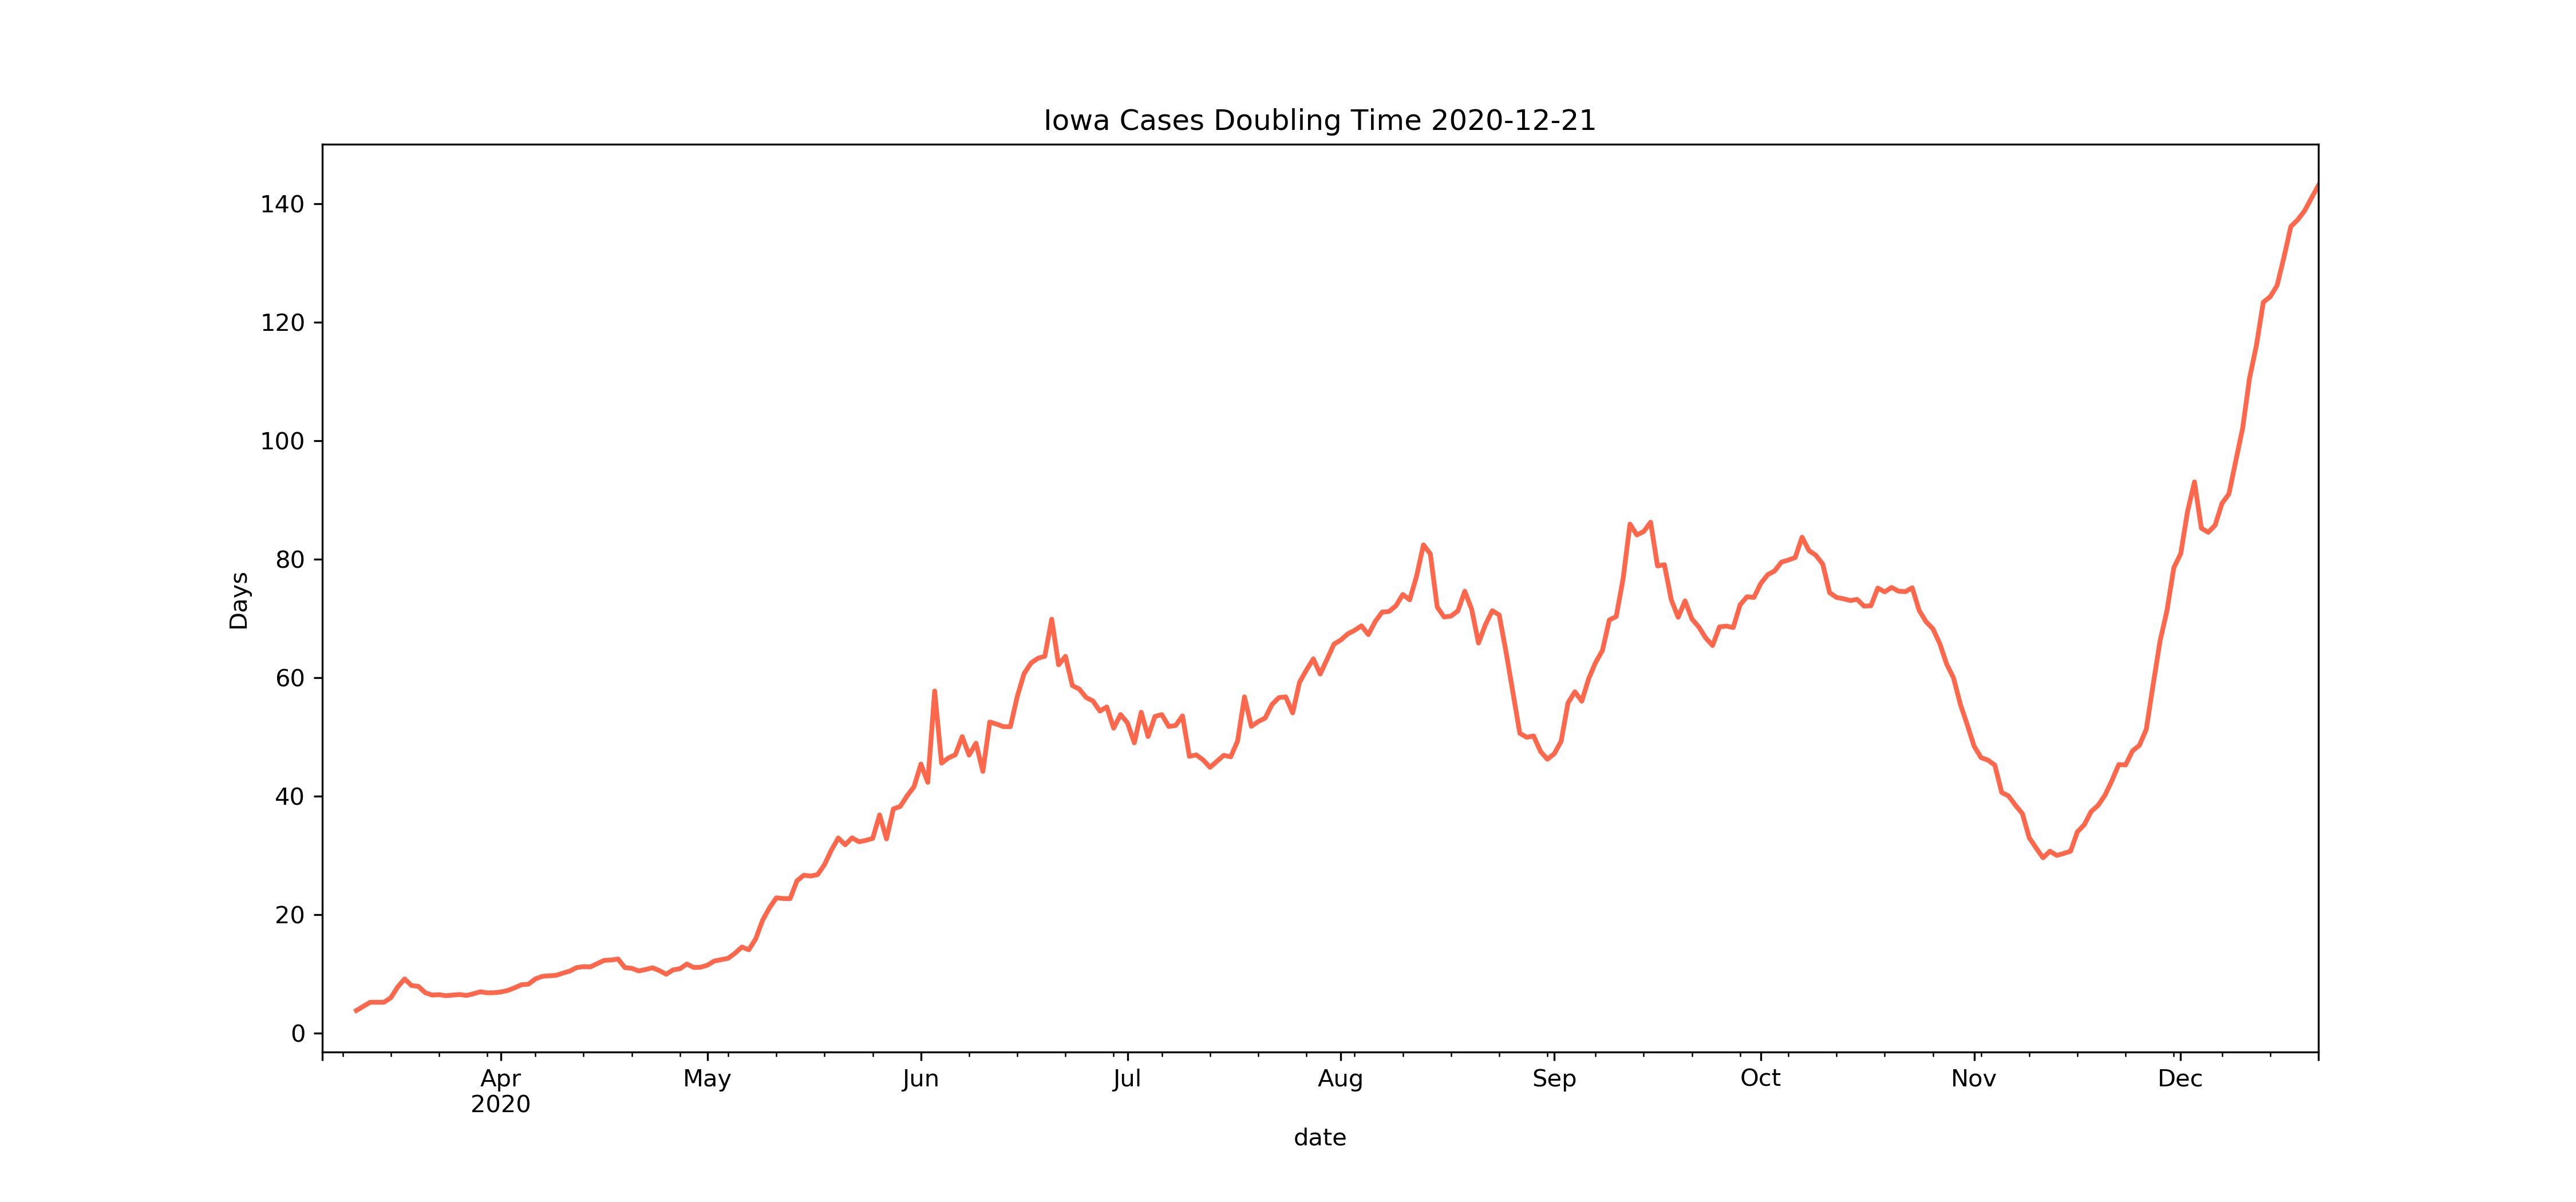 Iowa Cases Doubling Time 2020-12-21
140
120
100
80
60
40
20
0
Days
Apr May Jun Jul Aug Sep Oct Nov Dec
2020
date